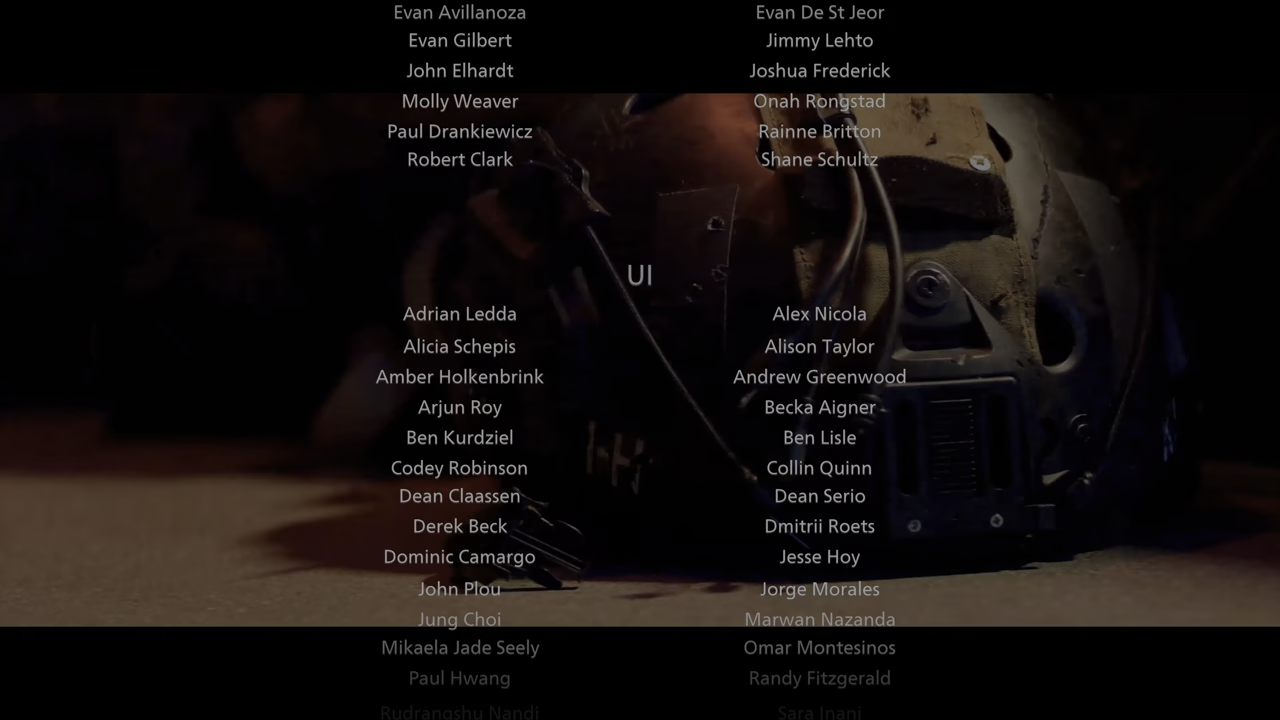 Evan Avillanoza Evan De St Jeor
Evan Gilbert Jimmy Lehto
John Elhardt Joshua Frederick
Molly Weaver Onah Rongstad
Paul Drankiewicz Rainne Britton
Robert Clark Shane Schultz
UI
Adrian Ledda Alex Nicola
Alicia Schepis Alison Taylor
Amber Holkenbrink Andrew Greenwood
Arjun Roy Becka Aigner
Ben Kurdziel Ben Lisle
Codey Robinson Collin Quinn
Dean Claassen Dean Serio
Derek Beck Dmitrii Roets
Dominic Camargo Jesse Hoy
John Plou Jorge Morales
Jung Choi Marwan Nazanda
Mikaela Jade Seely Omar Montesinos
Paul Hwang Randy Fitzgerald
Rudrangshu Nandi Sara Inani